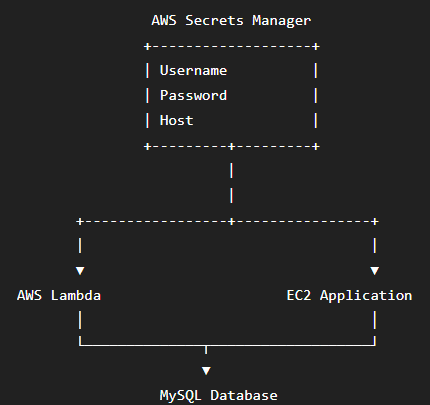 AWS Secrets Manager
Username
Password
Host
AWS Lambda
EC2 Application
MySQL Database